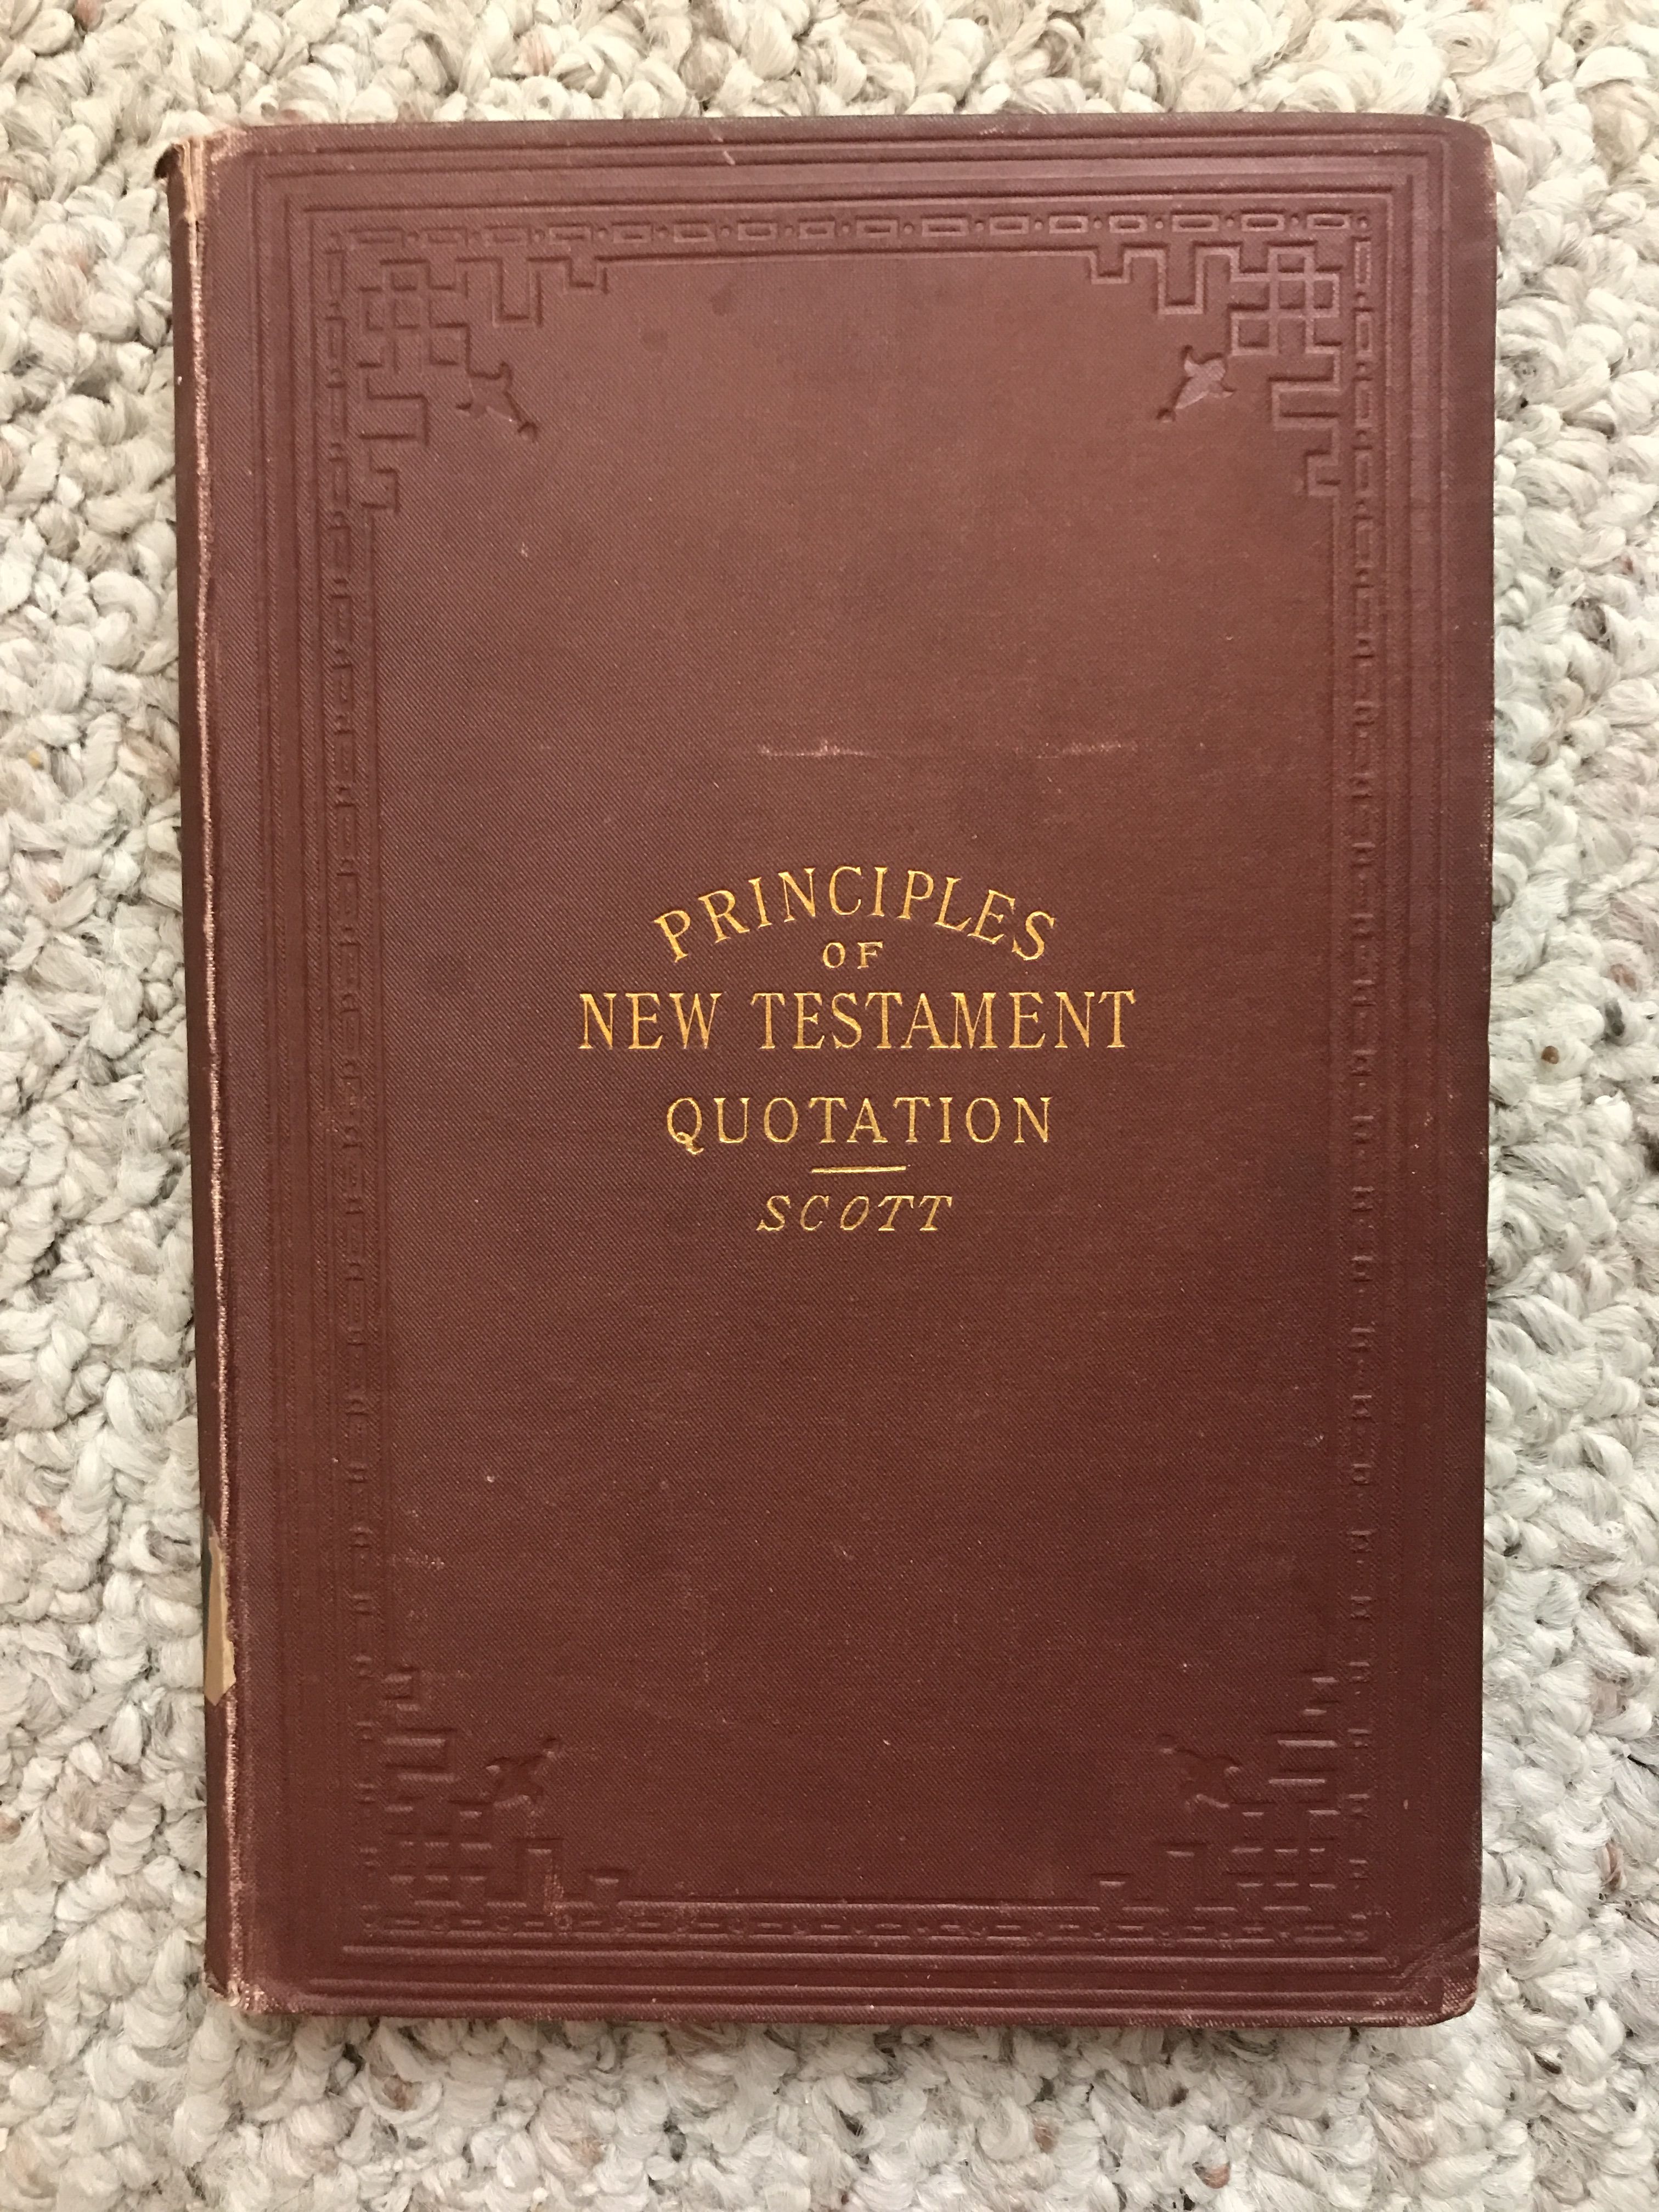 PRINCIPLES
OF
NEW TESTAMENT
QUOTATION
SCOTT